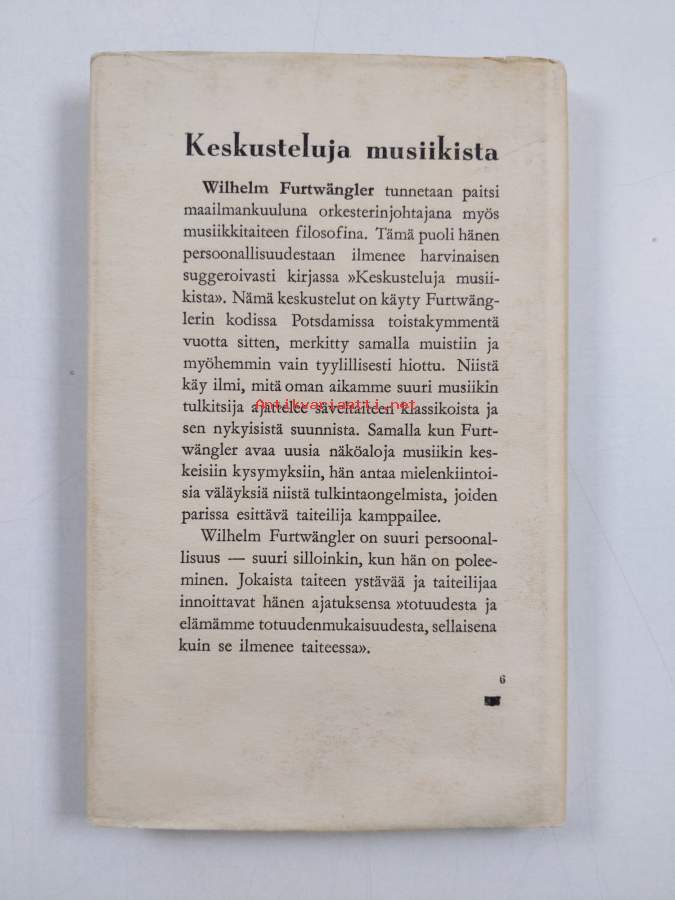 Keskusteluja musiikista
Wilhelm Furtwängler tunnetaan paitsi
maailmankuuluna orkesterinjohtajana myös
musiikkitaiteen filosofina. Tämä puoli hänen
persoonallisuudestaan ilmenee harvinaisen
suggeroivasti kirjassa »Keskusteluja musii-
kista». Nämä keskustelut on käyty Furtwäng-
lerin kodissa Potsdamissa toistakymmentä
vuotta sitten, merkitty samalla muistiin ja
myöhemmin vain tyylillisesti hiottu. Niistä
käy ilmi, mitä oman aikamme suuri musiikin
tulkitsija ajattelee säveltaiteen klassikoista ja
Antikvariaatti.net
sen nykyisistä suunnista. Samalla kun Furt-
wängler avaa uusia näköaloja musiikin kes-
keisiin kysymyksiin, hän antaa mielenkiintoi-
sia väläyksiä niistä tulkintaongelmista, joiden
parissa esittävä taiteilija kamppailee.
Wilhelm Furtwängler on suuri persoonal-
lisuus — suuri silloinkin, kun hän on polee-
minen. Jokaista taiteen ystävää ja taiteilijaa
innoittavat hänen ajatuksensa »totuudesta ja
elämämme totuudenmukaisuudesta, sellaisena
kuin se ilmenee taiteessa».
6